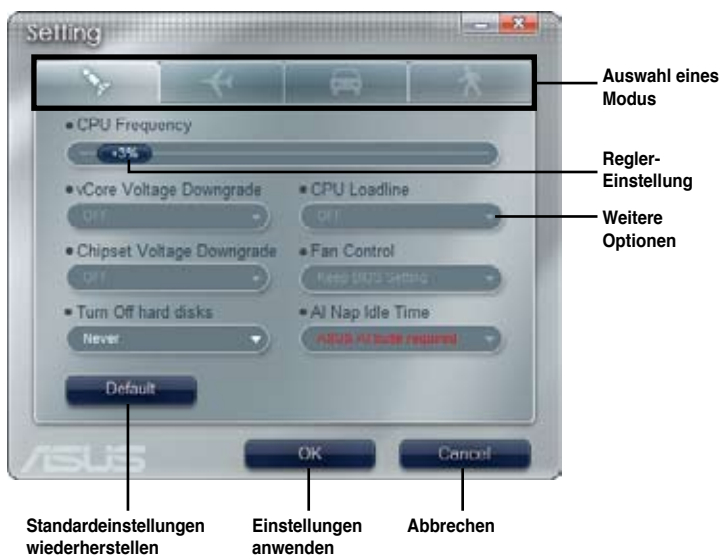 Setting
Auswahl eines
Modus
• CPU Frequency
+3%
Regler-
Einstellung
• vCore Voltage Downgrade • CPU Loadline
OFF OFF
Weitere
Optionen
• Chipset Voltage Downgrade • Fan Control
OFF Keep BIOS Setting
• Turn Off hard disks • AI Nap Idle Time
Never ASUS AI Suite required
Default
ASUS OK Cancel
Standardeinstellungen
wiederherstellen
Einstellungen
anwenden
Abbrechen